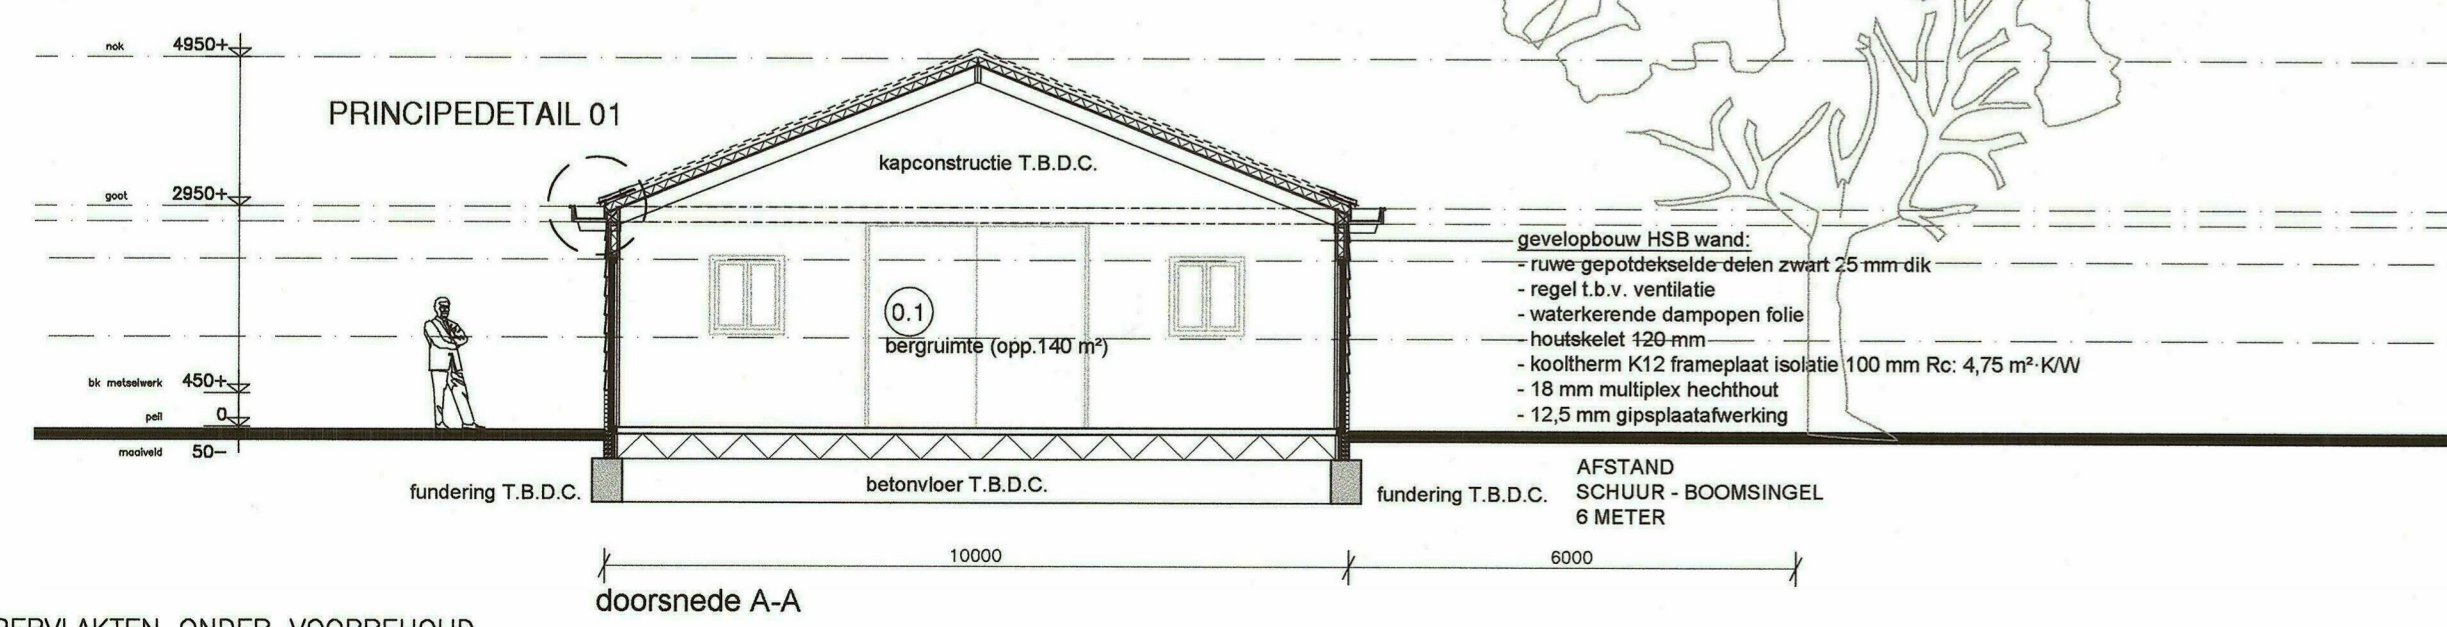 nok 4950+
PRINCIPEDETAIL 01
kapconstructie T.B.D.C.
goot 2950+
gevelopbouw HSB wand:
- ruwe gepotdekselde delen zwart 25 mm dik
- regel t.b.v. ventilatie
- waterkerende dampopen folie
- houtskelet 120 mm
- kooltherm K12 frameplaat isolatie 100 mm Rc: 4,75 m²·K/W
- 18 mm multiplex hechthout
- 12,5 mm gipsplaatafwerking
0.1
bergruimte (opp.140 m²)
bk metselwerk 450+
peil 0
maaiveld 50-
fundering T.B.D.C.
betonvloer T.B.D.C.
fundering T.B.D.C.
AFSTAND
SCHUUR - BOOMSINGEL
6 METER
10000
6000
doorsnede A-A
ONDER VOORBEHOUD